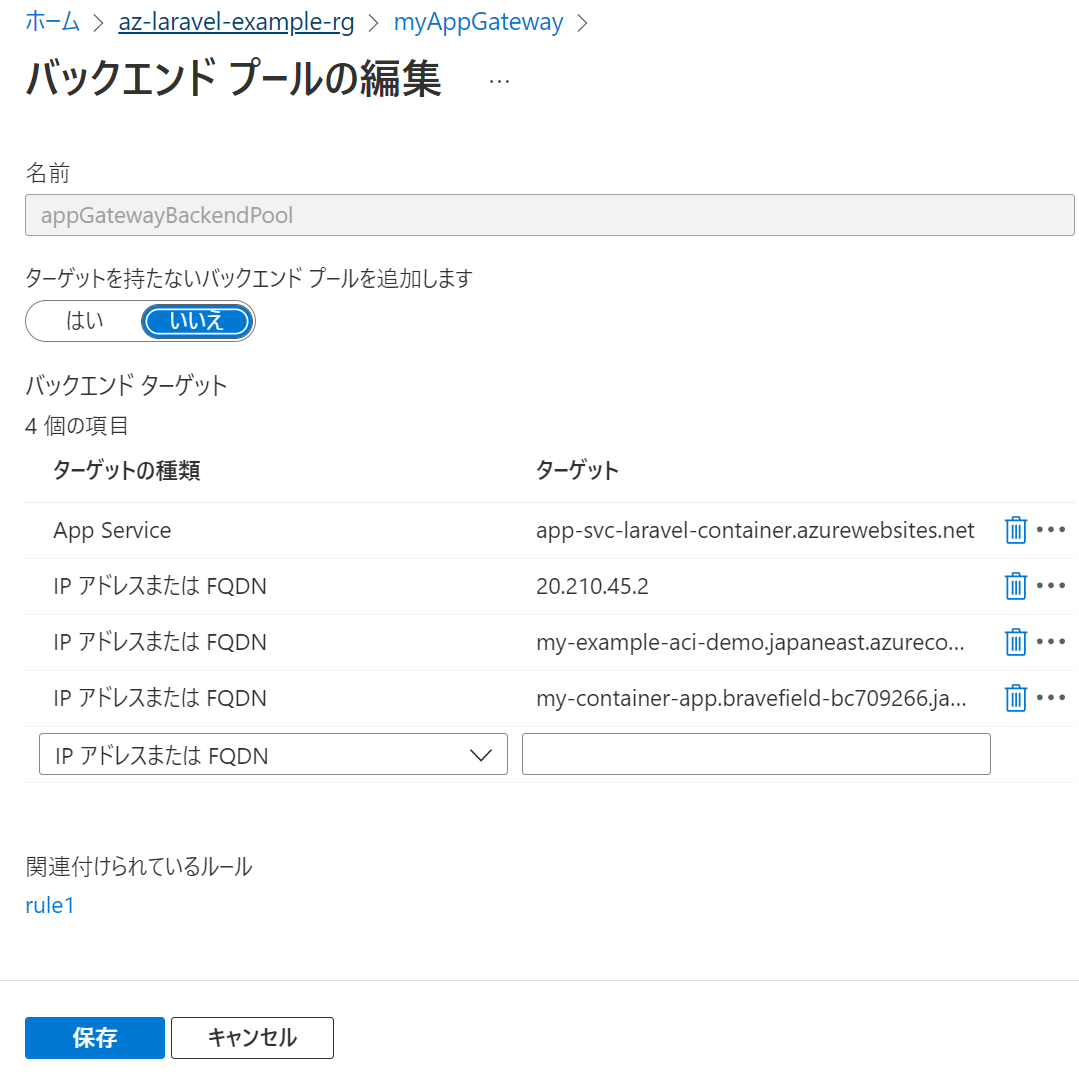 ホーム > az-laravel-example-rg > myAppGateway >
バックエンド プールの編集 ...
名前
appGatewayBackendPool
ターゲットを持たないバックエンド プールを追加します
はい いいえ
バックエンド ターゲット
4 個の項目
ターゲットの種類 ターゲット
App Service app-svc-laravel-container.azurewebsites.net
IP アドレスまたは FQDN 20.210.45.2
IP アドレスまたは FQDN my-example-aci-demo.japaneast.azureco...
IP アドレスまたは FQDN my-container-app.bravefield-bc709266.ja...
IP アドレスまたは FQDN
関連付けられているルール
rule1
保存 キャンセル